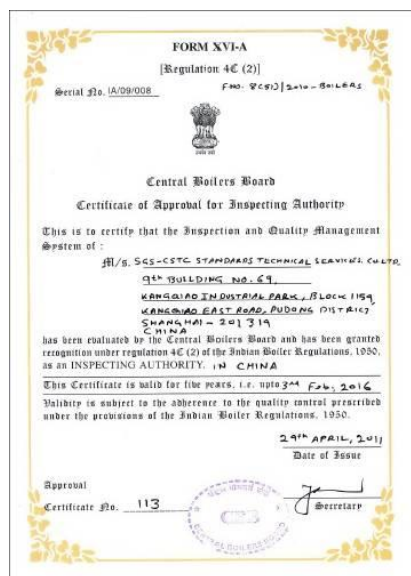 FORM XVI-A
[Regulation 4C (2)]
Serial No. IA/09/008
FNO. 8(51)/2010-BOILERS
Central Boilers Board
Certificate of Approval for Inspecting Authority
This is to certify that the Inspection and Quality Management
System of :
M/s. SGS-CSTC STANDARDS TECHNICAL SERVICES CO. LTD.
9th BUILDING NO. 69,
KANGQIAO INDUSTRIAL PARK, BLOCK 1159,
KANGQIAO EAST ROAD, PUDONG DISTRICT
SHANGHAI - 201319
CHINA
has been evaluated by the Central Boilers Board and has been granted
recognition under regulation 4C (2) of the Indian Boiler Regulations, 1950,
as an INSPECTING AUTHORITY. IN CHINA
This Certificate is valid for five years, i.e. upto 3rd Feb, 2016
Validity is subject to the adherence to the quality control prescribed
under the provisions of the Indian Boiler Regulations, 1950.
29th APRIL, 2011
Date of Issue
Approval
Certificate No. 113
Secretary
CENTRAL BOILERS BOARD